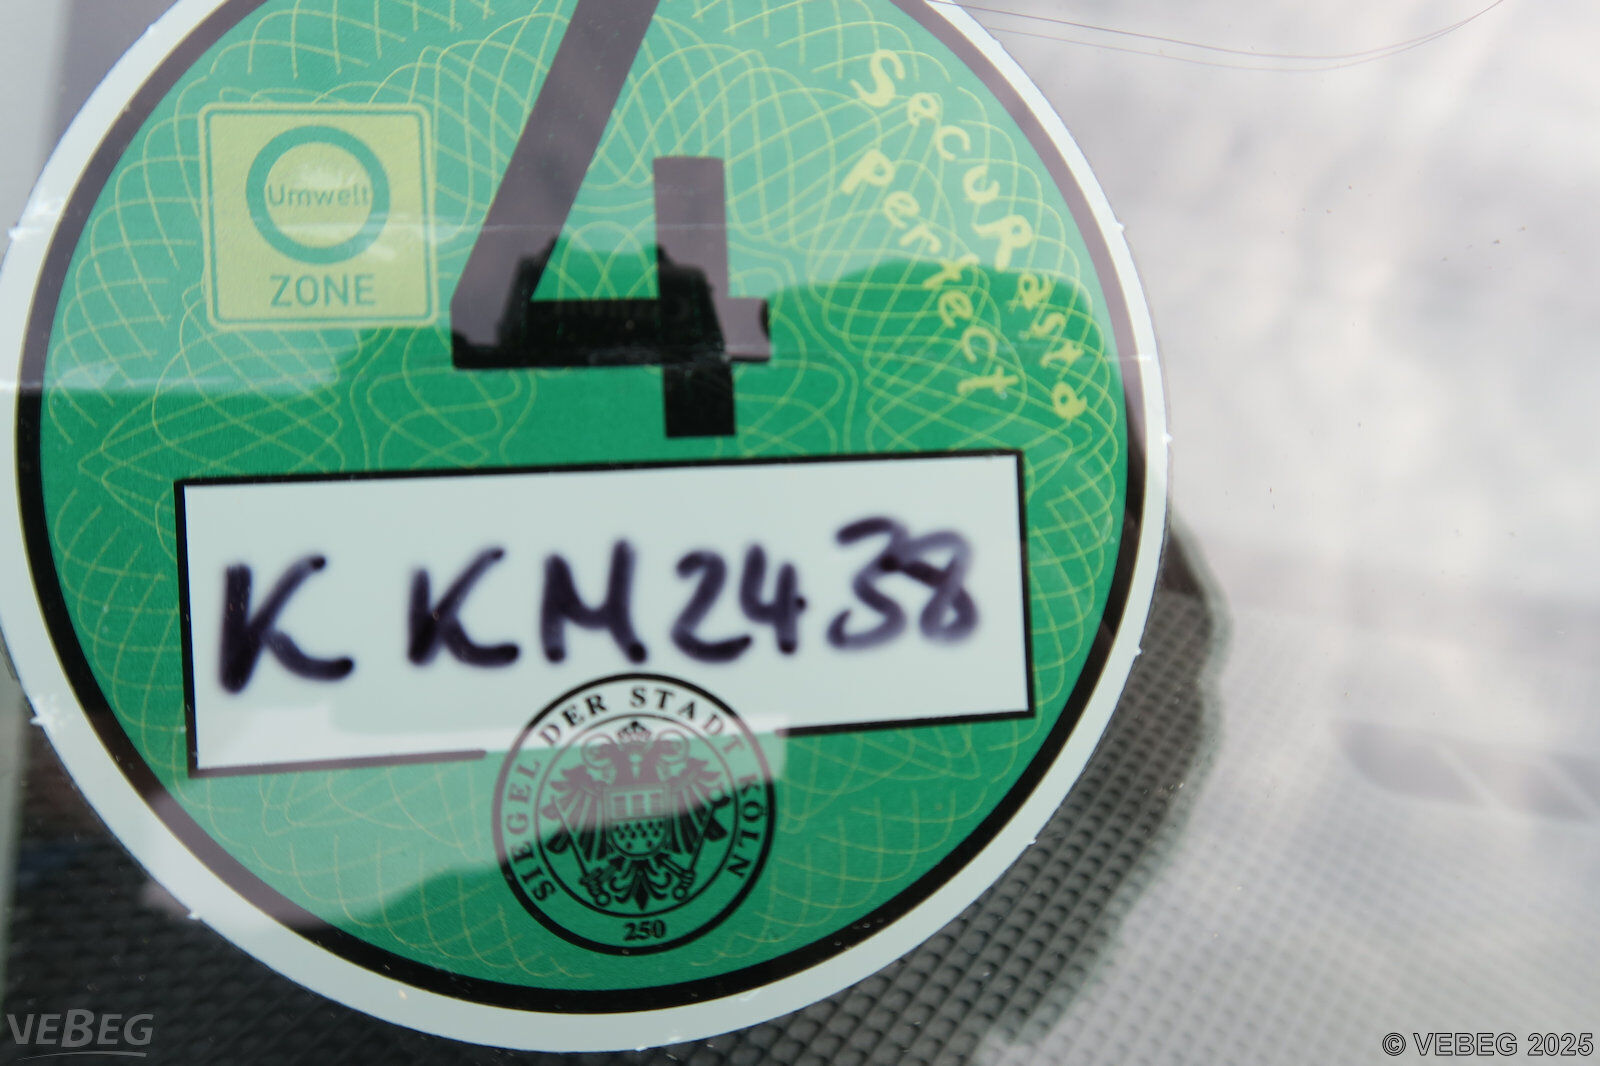 4
SecuRasta
Perfect
Umwelt
ZONE
K KM2438
SIEGEL DER STADT KÖLN
250
VEBEG
© VEBEG 2025